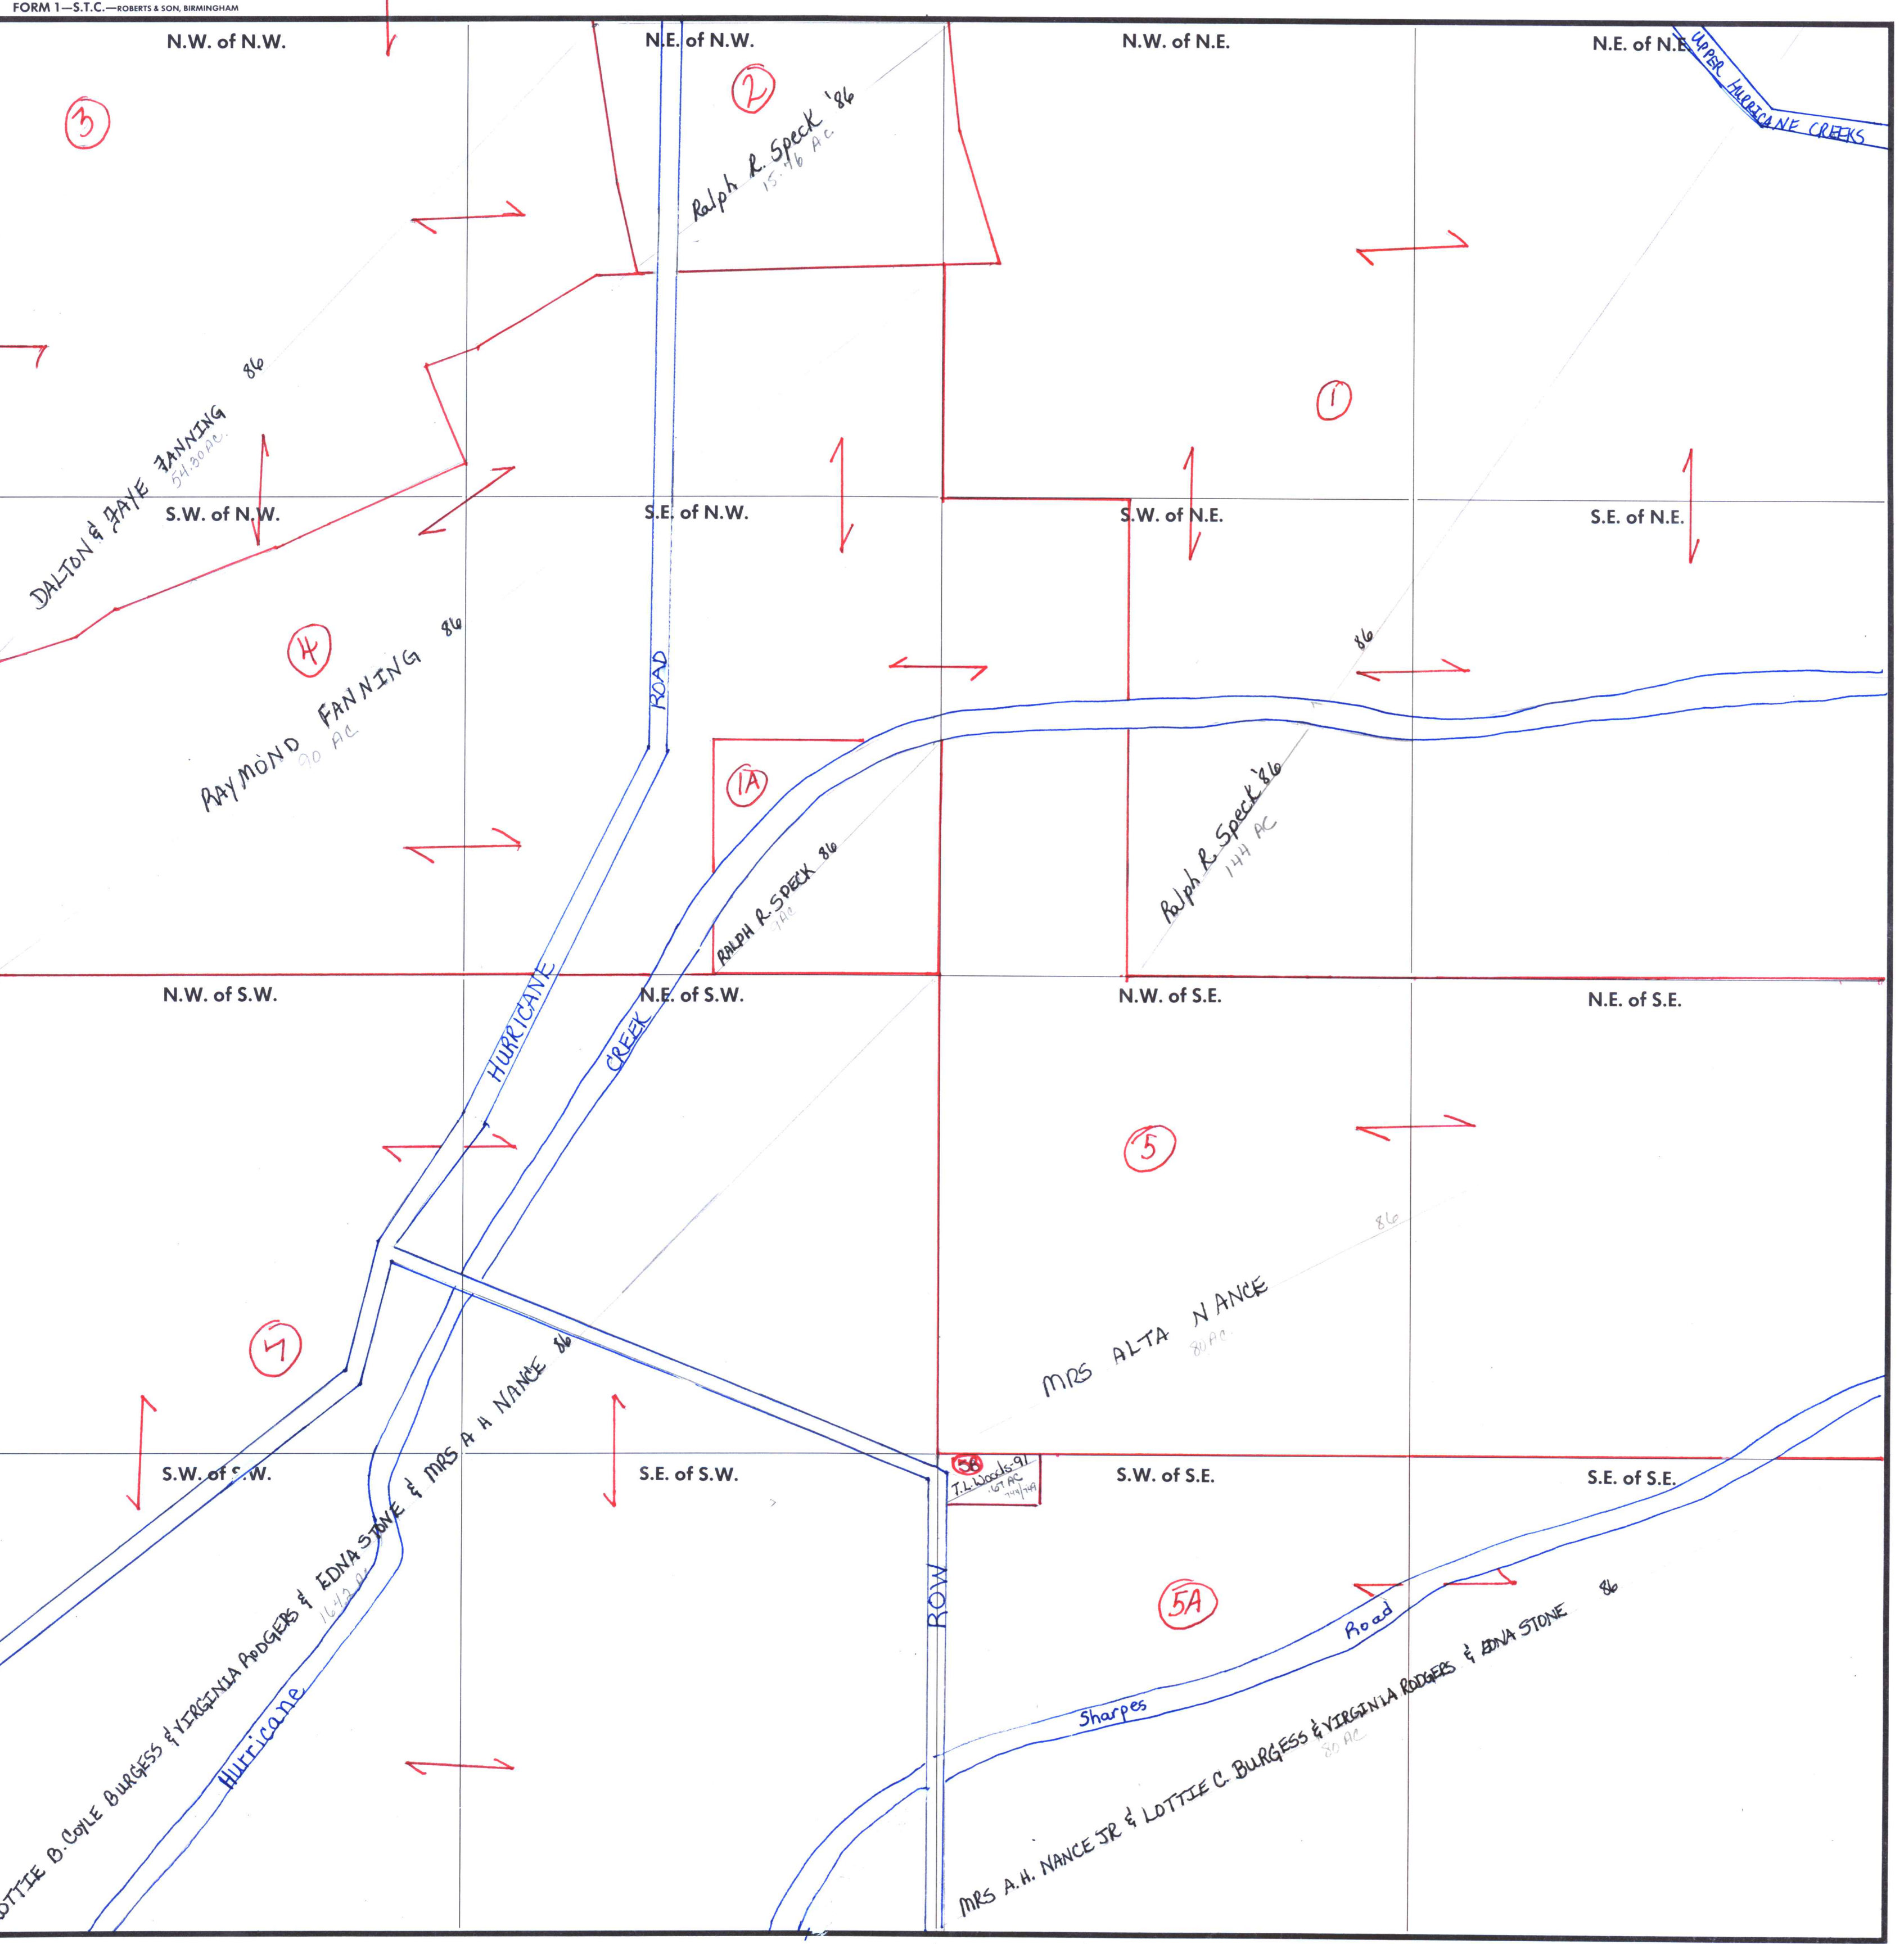 FORM 1—S.T.C.—ROBERTS & SON, BIRMINGHAM
N.W. of N.W.
N.E. of N.W.
N.W. of N.E.
N.E. of N.E.
UPPER HURRICANE CREEKS
3
2
Ralph R. Speck '86
15.76 AC.
1
DALTON & FAYE FANNING 86
54.30 AC.
S.W. of N.W.
S.E. of N.W.
S.W. of N.E.
S.E. of N.E.
4
RAYMOND FANNING 86
90 AC
ROAD
86
1A
RALPH R. SPECK 86
AC
Ralph R. Speck '86
144 AC
N.W. of S.W.
N.E. of S.W.
N.W. of S.E.
N.E. of S.E.
HURRICANE
CREEK
5
86
MRS ALTA NANCE
80 AC.
7
S.W. of S.W.
S.E. of S.W.
S.W. of S.E.
S.E. of S.E.
5B
T.L. Woods-91
.67 AC
OTTIE B. COYLE BURGESS & VIRGINIA RODGERS & EDNA STONE & MRS A H NANCE 86
ROW
5A
Hurricane
Sharpes Road
MRS A.H. NANCE JR & LOTTIE C. BURGESS & VIRGINIA RODGERS & EDNA STONE 86
80 AC